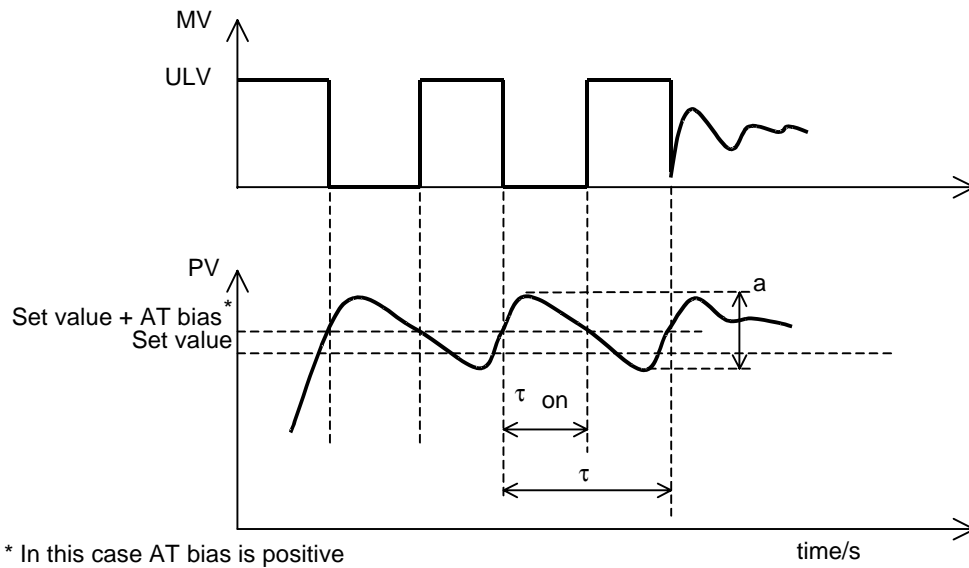 MV
ULV
PV
a
Set value + AT bias *
Set value
τ on
τ
* In this case AT bias is positive
time/s